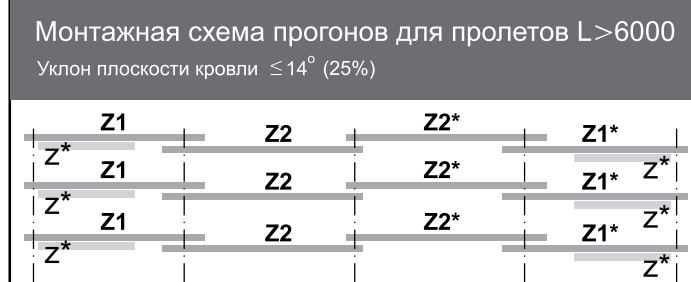 Монтажная схема прогонов для пролетов L>6000
Уклон плоскости кровли ≤14° (25%)
Z1 Z2 Z2* Z1*
Z* Z*
Z1 Z2 Z2* Z1*
Z* Z*
Z1 Z2 Z2* Z1*
Z* Z*